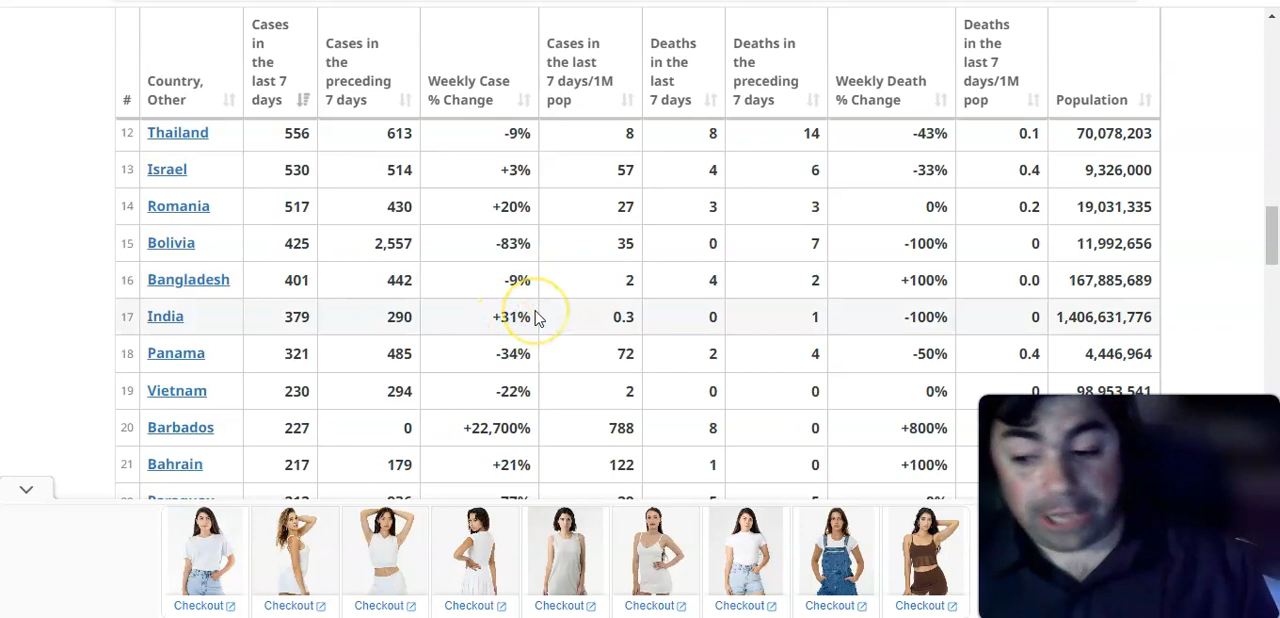 # Country, Other Cases in the last 7 days Cases in the preceding 7 days Weekly Case % Change Cases in the last 7 days/1M pop Deaths in the last 7 days Deaths in the preceding 7 days Weekly Death % Change Deaths in the last 7 days/1M pop Population
12 Thailand 556 613 -9% 8 8 14 -43% 0.1 70,078,203
13 Israel 530 514 +3% 57 4 6 -33% 0.4 9,326,000
14 Romania 517 430 +20% 27 3 3 0% 0.2 19,031,335
15 Bolivia 425 2,557 -83% 35 0 7 -100% 0 11,992,656
16 Bangladesh 401 442 -9% 2 4 2 +100% 0.0 167,885,689
17 India 379 290 +31% 0.3 0 1 -100% 0 1,406,631,776
18 Panama 321 485 -34% 72 2 4 -50% 0.4 4,446,964
19 Vietnam 230 294 -22% 2 0 0 0% 0 98,953,541
20 Barbados 227 0 +22,700% 788 8 0 +800%
21 Bahrain 217 179 +21% 122 1 0 +100%
Paraguay
Checkout Checkout Checkout Checkout Checkout Checkout Checkout Checkout Checkout